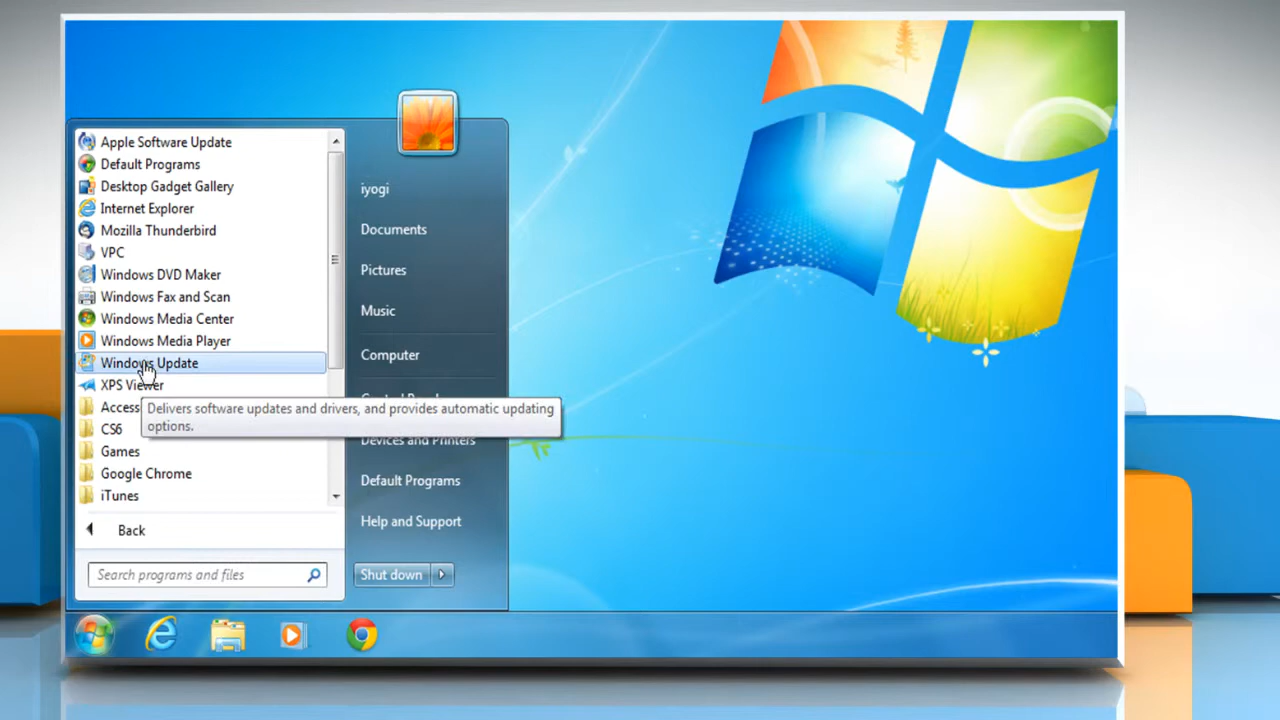 Apple Software Update
Default Programs
Desktop Gadget Gallery
Internet Explorer
Mozilla Thunderbird
VPC
Windows DVD Maker
Windows Fax and Scan
Windows Media Center
Windows Media Player
Windows Update
XPS Viewer
Access
CS6
Games
Google Chrome
iTunes
Back
Search programs and files
Delivers software updates and drivers, and provides automatic updating
options.
iyogi
Documents
Pictures
Music
Computer
Devices and Printers
Default Programs
Help and Support
Shut down